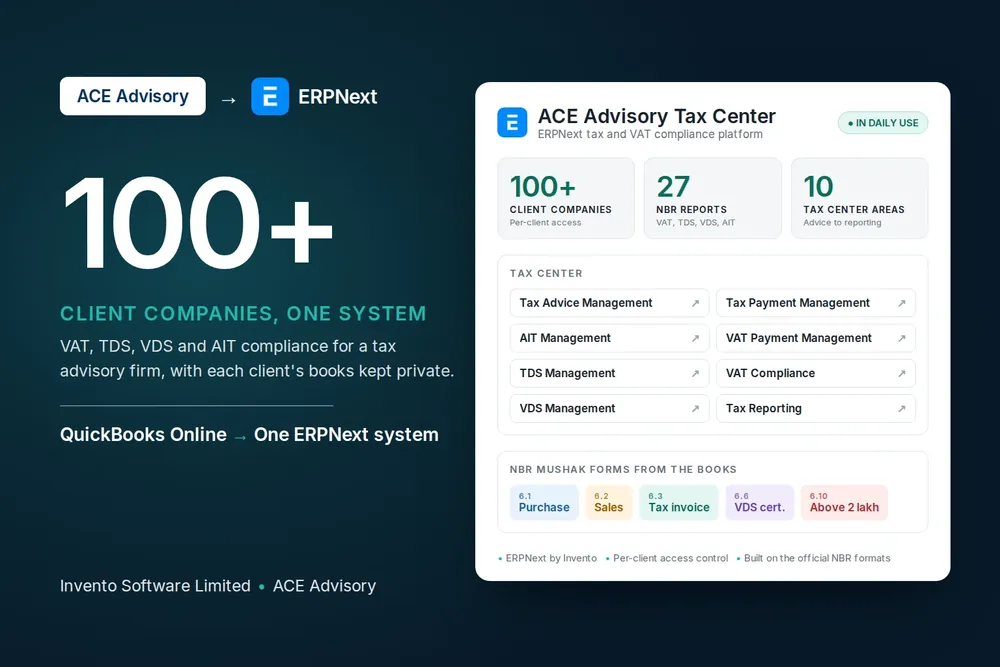 ACE Advisory → ERPNext
100+
CLIENT COMPANIES, ONE SYSTEM
VAT, TDS, VDS and AIT compliance for a tax
advisory firm, with each client's books kept private.
QuickBooks Online → One ERPNext system
Invento Software Limited • ACE Advisory
ACE Advisory Tax Center
ERPNext tax and VAT compliance platform
• IN DAILY USE
100+
CLIENT COMPANIES
Per-client access
27
NBR REPORTS
VAT, TDS, VDS, AIT
10
TAX CENTER AREAS
Advice to reporting
TAX CENTER
Tax Advice Management ↗
Tax Payment Management ↗
AIT Management ↗
VAT Payment Management ↗
TDS Management ↗
VAT Compliance ↗
VDS Management ↗
Tax Reporting ↗
NBR MUSHAK FORMS FROM THE BOOKS
6.1
Purchase
6.2
Sales
6.3
Tax invoice
6.6
VDS cert.
6.10
Above 2 lakh
• ERPNext by Invento • Per-client access control • Built on the official NBR formats